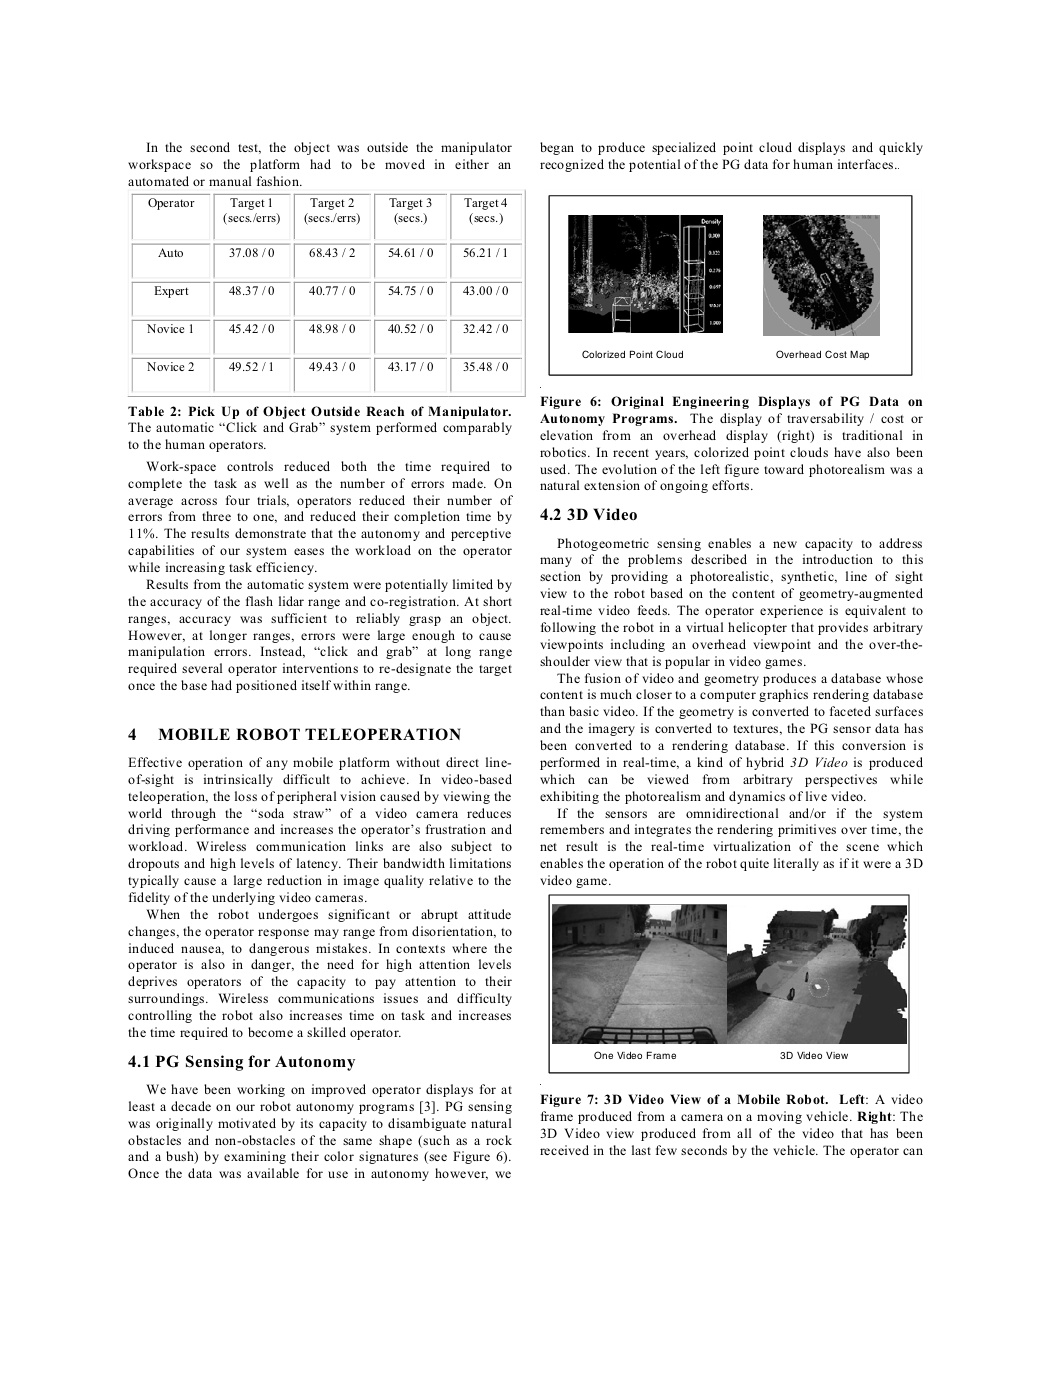 In the second test, the object was outside the manipulator
workspace so the platform had to be moved in either an
automated or manual fashion.
Operator Target 1 Target 2 Target 3 Target 4
(secs./errs) (secs./errs) (secs.) (secs.)
Auto 37.08 / 0 68.43 / 2 54.61 / 0 56.21 / 1
Expert 48.37 / 0 40.77 / 0 54.75 / 0 43.00 / 0
Novice 1 45.42 / 0 48.98 / 0 40.52 / 0 32.42 / 0
Novice 2 49.52 / 1 49.43 / 0 43.17 / 0 35.48 / 0
Table 2: Pick Up of Object Outside Reach of Manipulator.
The automatic “Click and Grab” system performed comparably
to the human operators.
Work-space controls reduced both the time required to
complete the task as well as the number of errors made. On
average across four trials, operators reduced their number of
errors from three to one, and reduced their completion time by
11%. The results demonstrate that the autonomy and perceptive
capabilities of our system eases the workload on the operator
while increasing task efficiency.
Results from the automatic system were potentially limited by
the accuracy of the flash lidar range and co-registration. At short
ranges, accuracy was sufficient to reliably grasp an object.
However, at longer ranges, errors were large enough to cause
manipulation errors. Instead, “click and grab” at long range
required several operator interventions to re-designate the target
once the base had positioned itself within range.
4 MOBILE ROBOT TELEOPERATION
Effective operation of any mobile platform without direct line-
of-sight is intrinsically difficult to achieve. In video-based
teleoperation, the loss of peripheral vision caused by viewing the
world through the “soda straw” of a video camera reduces
driving performance and increases the operator’s frustration and
workload. Wireless communication links are also subject to
dropouts and high levels of latency. Their bandwidth limitations
typically cause a large reduction in image quality relative to the
fidelity of the underlying video cameras.
When the robot undergoes significant or abrupt attitude
changes, the operator response may range from disorientation, to
induced nausea, to dangerous mistakes. In contexts where the
operator is also in danger, the need for high attention levels
deprives operators of the capacity to pay attention to their
surroundings. Wireless communications issues and difficulty
controlling the robot also increases time on task and increases
the time required to become a skilled operator.
4.1 PG Sensing for Autonomy
We have been working on improved operator displays for at
least a decade on our robot autonomy programs [3]. PG sensing
was originally motivated by its capacity to disambiguate natural
obstacles and non-obstacles of the same shape (such as a rock
and a bush) by examining their color signatures (see Figure 6).
Once the data was available for use in autonomy however, we
began to produce specialized point cloud displays and quickly
recognized the potential of the PG data for human interfaces..
Density
Colorized Point Cloud Overhead Cost Map
Figure 6: Original Engineering Displays of PG Data on
Autonomy Programs. The display of traversability / cost or
elevation from an overhead display (right) is traditional in
robotics. In recent years, colorized point clouds have also been
used. The evolution of the left figure toward photorealism was a
natural extension of ongoing efforts.
4.2 3D Video
Photogeometric sensing enables a new capacity to address
many of the problems described in the introduction to this
section by providing a photorealistic, synthetic, line of sight
view to the robot based on the content of geometry-augmented
real-time video feeds. The operator experience is equivalent to
following the robot in a virtual helicopter that provides arbitrary
viewpoints including an overhead viewpoint and the over-the-
shoulder view that is popular in video games.
The fusion of video and geometry produces a database whose
content is much closer to a computer graphics rendering database
than basic video. If the geometry is converted to faceted surfaces
and the imagery is converted to textures, the PG sensor data has
been converted to a rendering database. If this conversion is
performed in real-time, a kind of hybrid 3D Video is produced
which can be viewed from arbitrary perspectives while
exhibiting the photorealism and dynamics of live video.
If the sensors are omnidirectional and/or if the system
remembers and integrates the rendering primitives over time, the
net result is the real-time virtualization of the scene which
enables the operation of the robot quite literally as if it were a 3D
video game.
One Video Frame 3D Video View
Figure 7: 3D Video View of a Mobile Robot. Left: A video
frame produced from a camera on a moving vehicle. Right: The
3D Video view produced from all of the video that has been
received in the last few seconds by the vehicle. The operator can